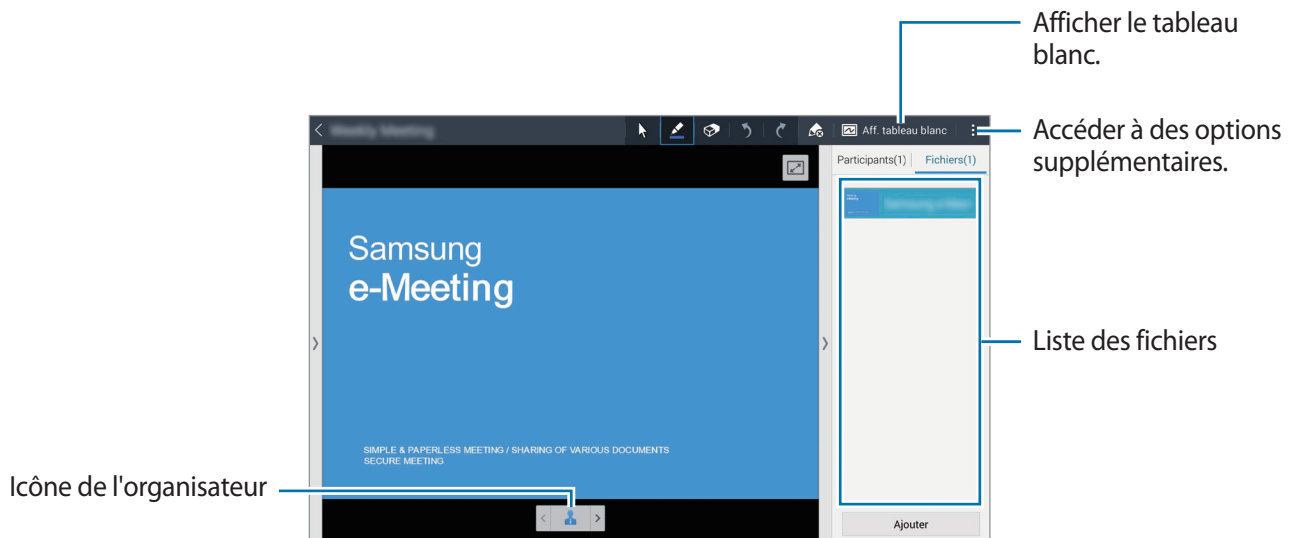 Afficher le tableau
blanc.
Aff. tableau blanc
Accéder à des options
supplémentaires.
Participants(1)
Fichiers(1)
Samsung
e-Meeting
Liste des fichiers
SIMPLE & PAPERLESS MEETING / SHARING OF VARIOUS DOCUMENTS
SECURE MEETING
Icône de l'organisateur
Ajouter